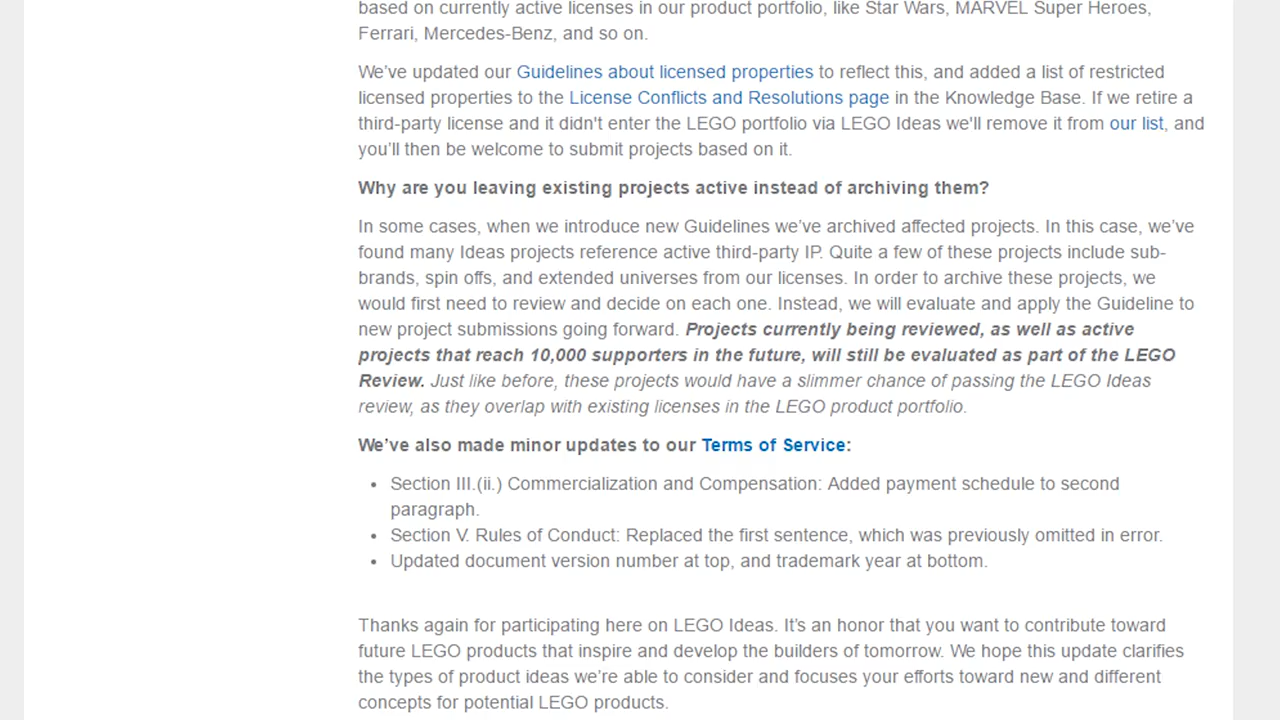 based on currently active licenses in our product portfolio, like Star Wars, MARVEL Super Heroes,
Ferrari, Mercedes-Benz, and so on.
We’ve updated our Guidelines about licensed properties to reflect this, and added a list of restricted
licensed properties to the License Conflicts and Resolutions page in the Knowledge Base. If we retire a
third-party license and it didn't enter the LEGO portfolio via LEGO Ideas we'll remove it from our list, and
you’ll then be welcome to submit projects based on it.
Why are you leaving existing projects active instead of archiving them?
In some cases, when we introduce new Guidelines we’ve archived affected projects. In this case, we’ve
found many Ideas projects reference active third-party IP. Quite a few of these projects include sub-
brands, spin offs, and extended universes from our licenses. In order to archive these projects, we
would first need to review and decide on each one. Instead, we will evaluate and apply the Guideline to
new project submissions going forward. Projects currently being reviewed, as well as active
projects that reach 10,000 supporters in the future, will still be evaluated as part of the LEGO
Review. Just like before, these projects would have a slimmer chance of passing the LEGO Ideas
review, as they overlap with existing licenses in the LEGO product portfolio.
We’ve also made minor updates to our Terms of Service:
• Section III.(ii.) Commercialization and Compensation: Added payment schedule to second
paragraph.
• Section V. Rules of Conduct: Replaced the first sentence, which was previously omitted in error.
• Updated document version number at top, and trademark year at bottom.
Thanks again for participating here on LEGO Ideas. It’s an honor that you want to contribute toward
future LEGO products that inspire and develop the builders of tomorrow. We hope this update clarifies
the types of product ideas we’re able to consider and focuses your efforts toward new and different
concepts for potential LEGO products.